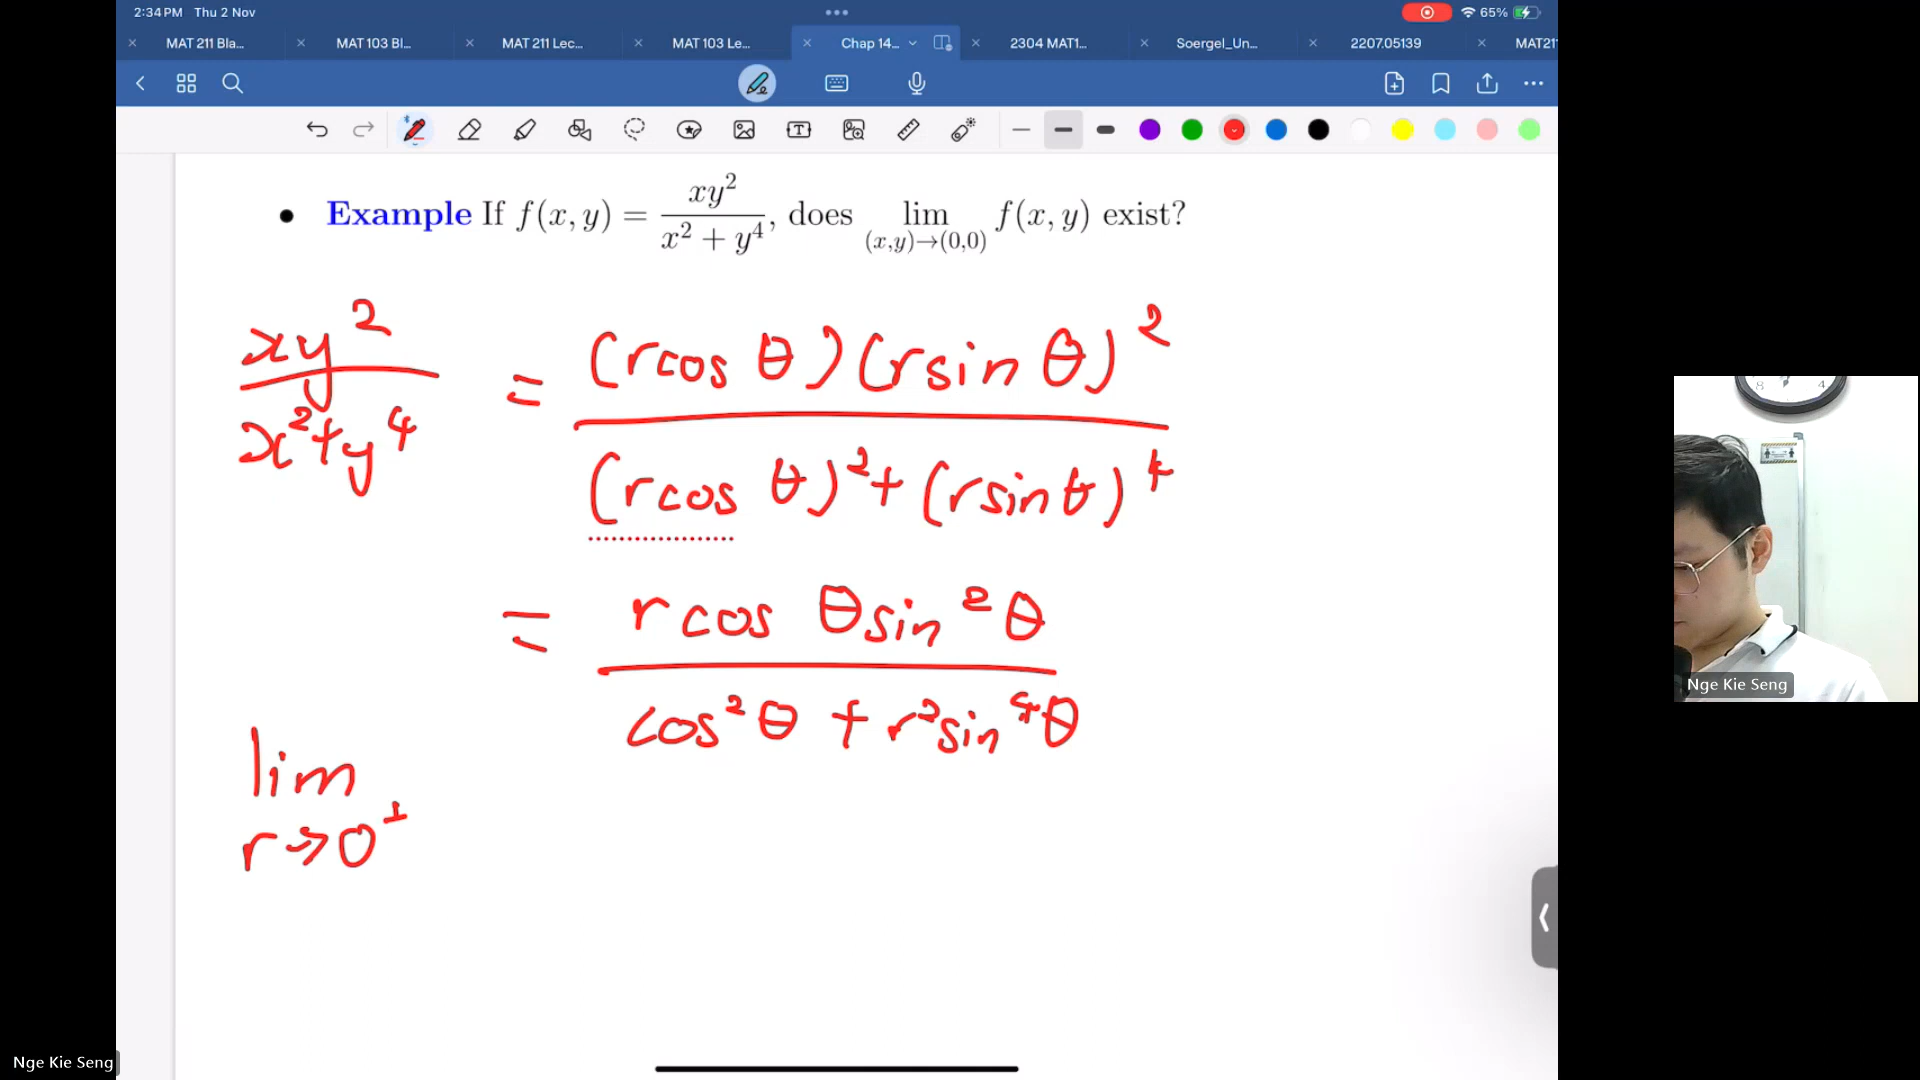 2:34 PM Thu 2 Nov
65%
MAT 211 Bla... MAT 103 Bl... MAT 211 Lec... MAT 103 Le... Chap 14... 2304 MAT1... Soergel_Un... 2207.05139 MAT21
• Example If f(x, y) = xy² / (x² + y⁴), does lim (x,y)→(0,0) f(x, y) exist?
xy² / x²+y⁴ = (r cos θ)(r sin θ)² / (r cos θ)² + (r sin θ)⁴
= r cos θ sin² θ / cos² θ + r² sin⁴ θ
lim r→0⁺
8 4
Nge Kie Seng
Nge Kie Seng